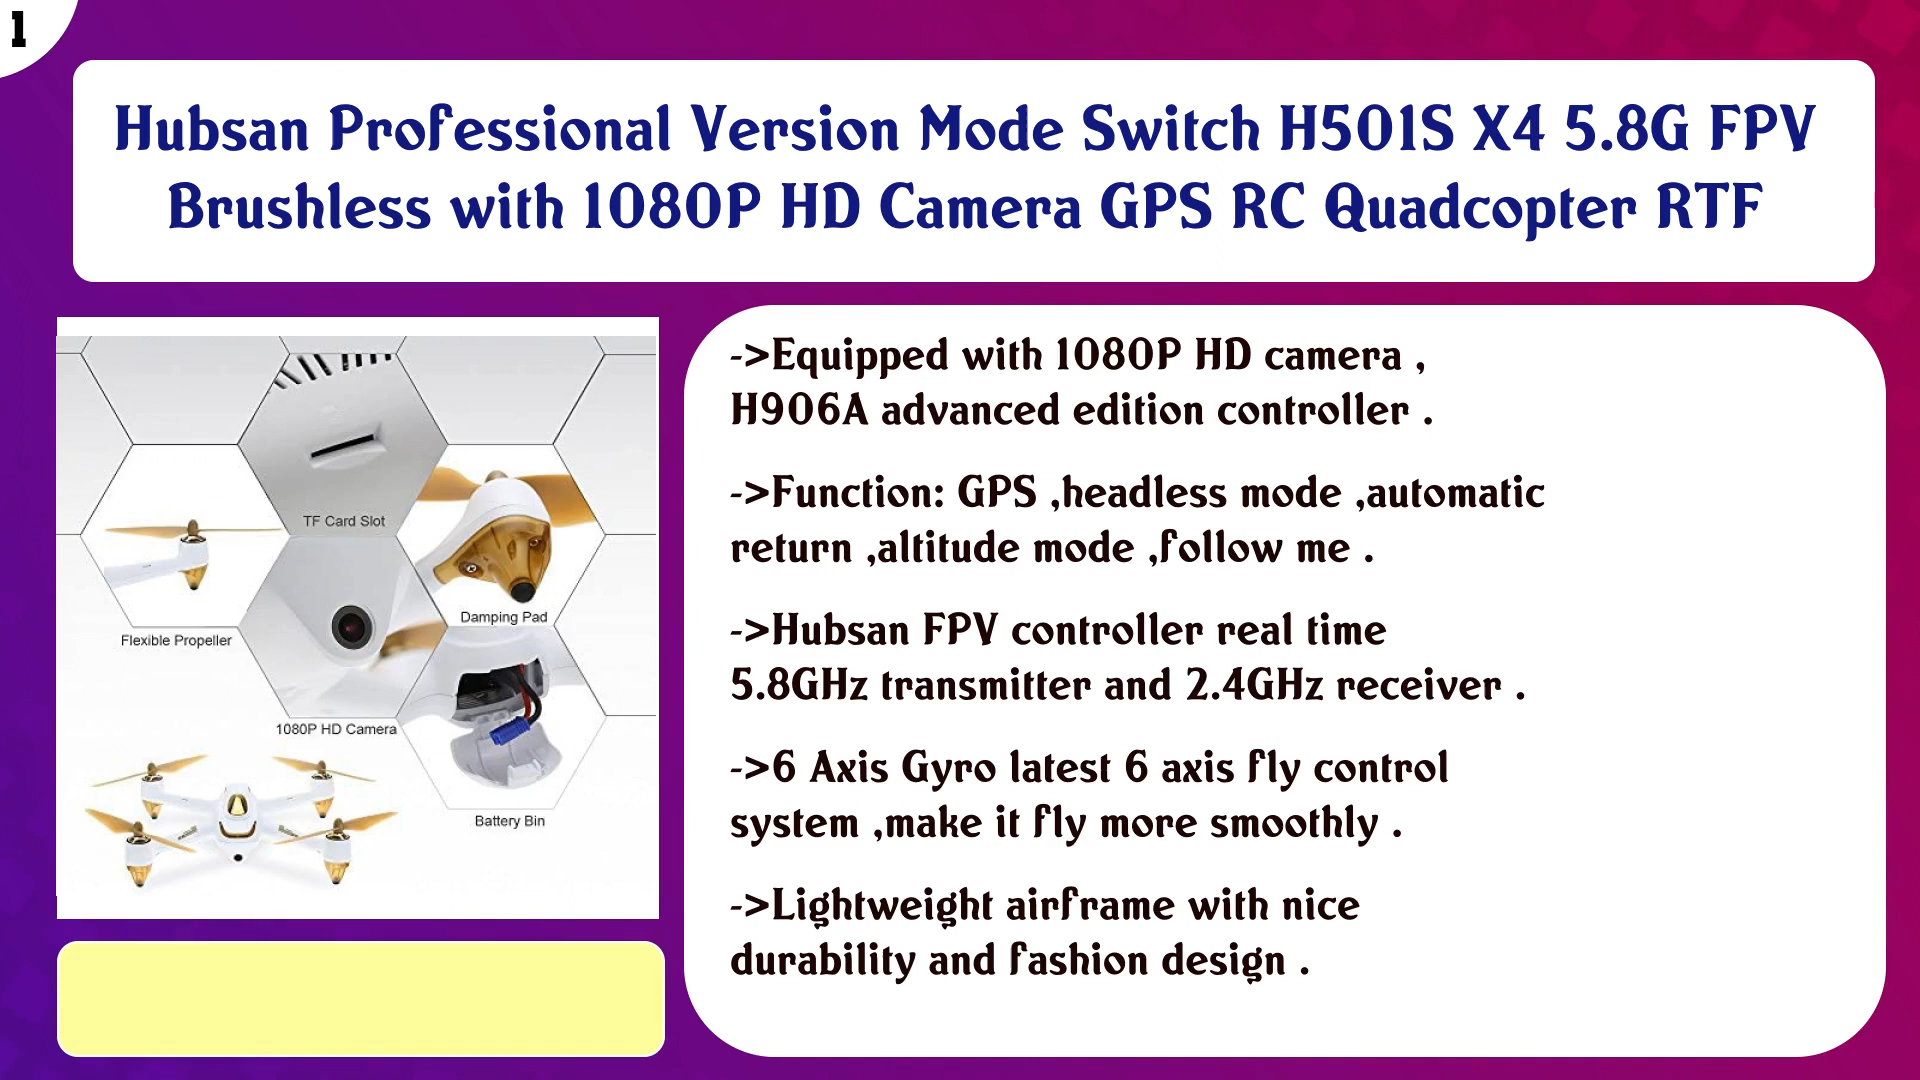 1
Hubsan Professional Version Mode Switch H501S X4 5.8G FPV
Brushless with 1080P HD Camera GPS RC Quadcopter RTF
TF Card Slot
Damping Pad
Flexible Propeller
1080P HD Camera
Battery Bin
->Equipped with 1080P HD camera ,
H906A advanced edition controller .
->Function: GPS ,headless mode ,automatic
return ,altitude mode ,follow me .
->Hubsan FPV controller real time
5.8GHz transmitter and 2.4GHz receiver .
->6 Axis Gyro latest 6 axis fly control
system ,make it fly more smoothly .
->Lightweight airframe with nice
durability and fashion design .